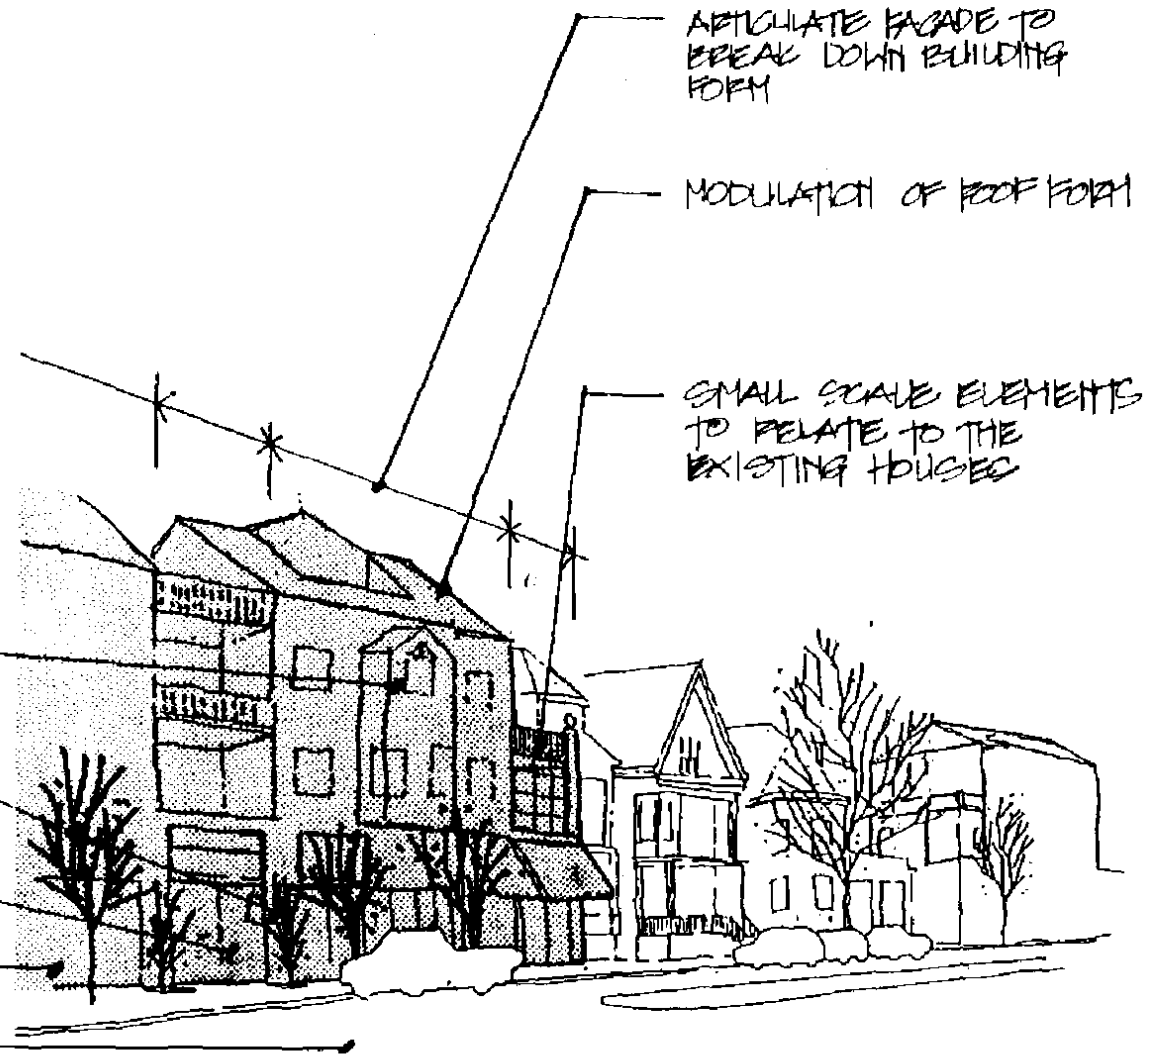 ARTICULATE FACADE TO
BREAK DOWN BUILDING
FORM
MODULATION OF ROOF FORM
SMALL SCALE ELEMENTS
TO RELATE TO THE
EXISTING HOUSES